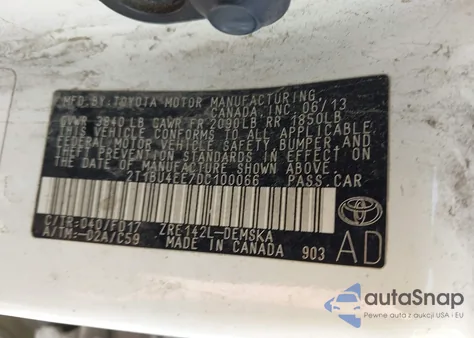 MFD. BY: TOYOTA MOTOR MANUFACTURING
CANADA, INC. 06/13
GVWR 3940 LB GAWR FR 2090LB RR 1850LB
THIS VEHICLE CONFORMS TO ALL APPLICABLE
FEDERAL MOTOR VEHICLE SAFETY, BUMPER, AND
THEFT PREVENTION STANDARDS IN EFFECT ON THE
DATE OF MANUFACTURE SHOWN ABOVE.
2T1BU4EE7DC100066 PASS.CAR
C/TR:040/FD17 ZRE142L-DEMSKA
A/TM:-02A/C59 MADE IN CANADA 903
AD
autoSnap
Pewne auta z aukcji USA i EU